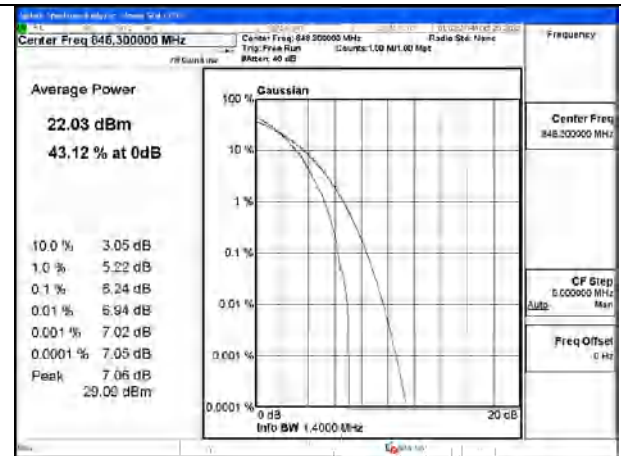 Center Freq 848.300000 MHz
Center Freq: 848.300000 MHz
Radio Std: None
Trig: Free Run
Counts:1.00 M/1.00 Mpt
#Atten: 40 dB
Frequency
Average Power
22.03 dBm
43.12 % at 0dB
10.0 % 3.05 dB
1.0 % 5.22 dB
0.1 % 6.24 dB
0.01 % 6.94 dB
0.001 % 7.02 dB
0.0001 % 7.05 dB
Peak 7.06 dB
29.09 dBm
Gaussian
100 %
10 %
1 %
0.1 %
0.01 %
0.001 %
0.0001 %
0 dB
20 dB
Info BW 1.4000 MHz
Center Freq
848.300000 MHz
CF Step
Auto Man
Freq Offset
0 Hz